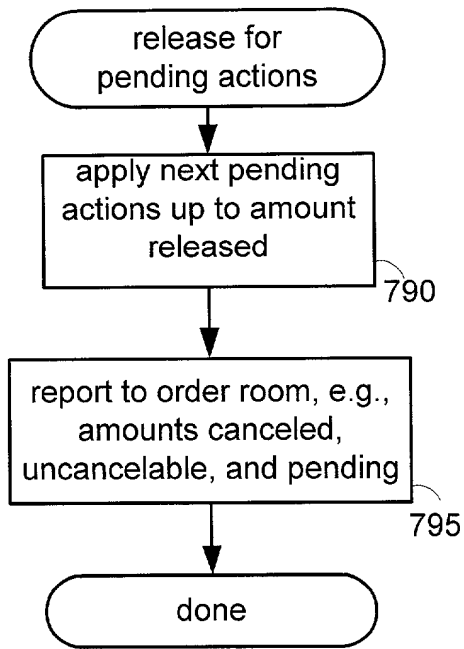 release for
pending actions
apply next pending
actions up to amount
released
790
report to order room, e.g.,
amounts canceled,
uncancelable, and pending
795
done